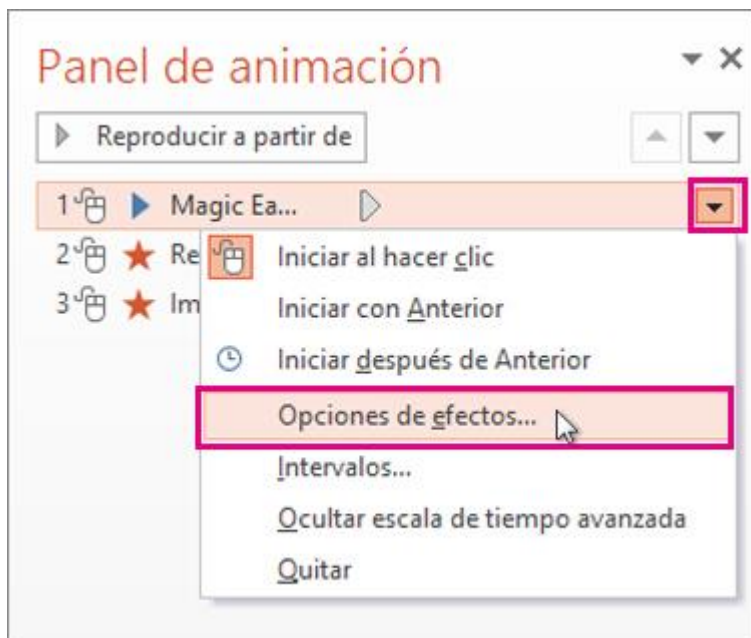 Panel de animación
Reproducir a partir de
1 Magic Ea...
2 Re
3 Im
Iniciar al hacer clic
Iniciar con Anterior
Iniciar después de Anterior
Opciones de efectos...
Intervalos...
Ocultar escala de tiempo avanzada
Quitar